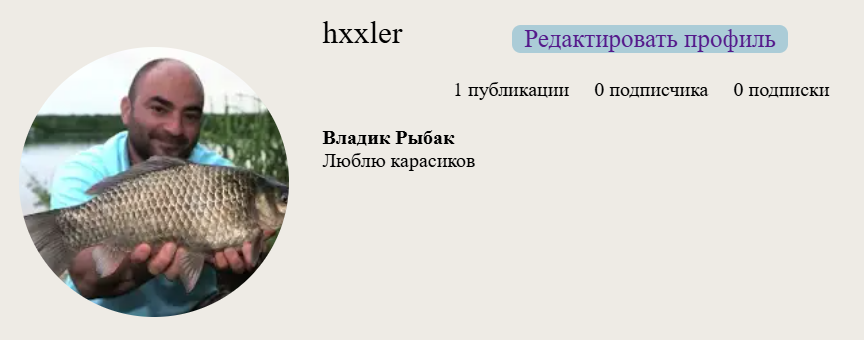 hxxler
Редактировать профиль
1 публикации 0 подписчика 0 подписки
Владик Рыбак
Люблю карасиков